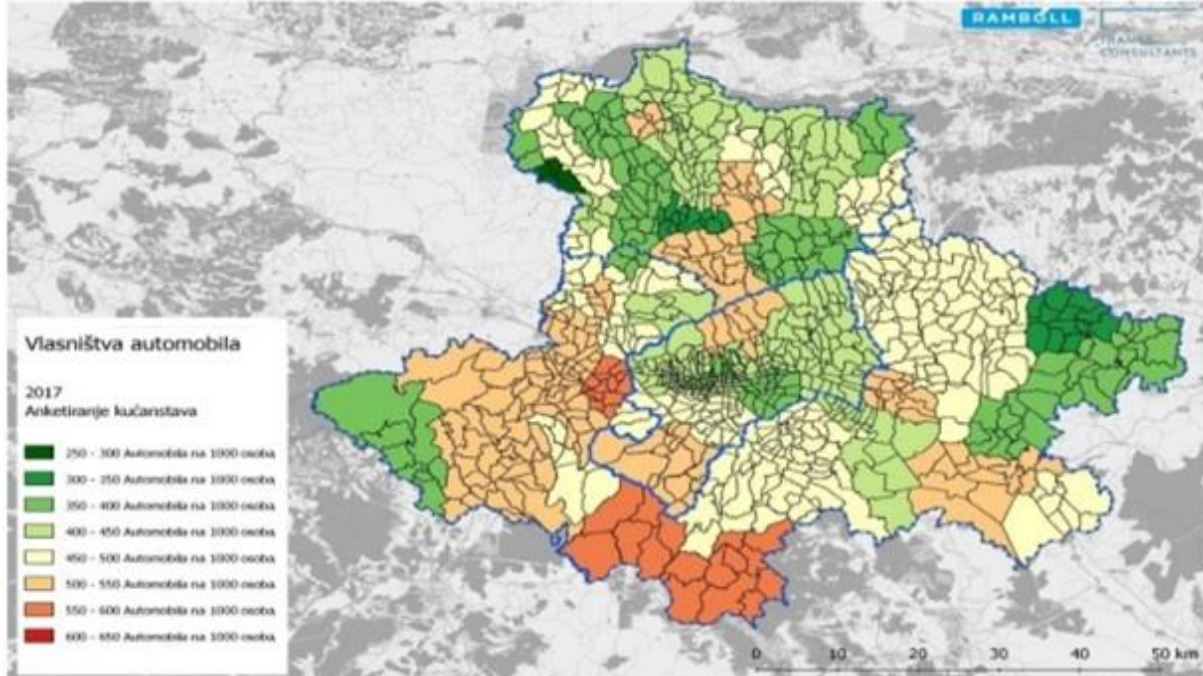 RAMBOLL
CONSULTANTS
Vlasništva automobila
2017
Anketiranje kućanstava
250 - 300 Automobila na 1000 osoba
300 - 350 Automobila na 1000 osoba
350 - 400 Automobila na 1000 osoba
400 - 450 Automobila na 1000 osoba
450 - 500 Automobila na 1000 osoba
500 - 550 Automobila na 1000 osoba
550 - 600 Automobila na 1000 osoba
600 - 650 Automobila na 1000 osoba
0 10 20 30 40 50 km